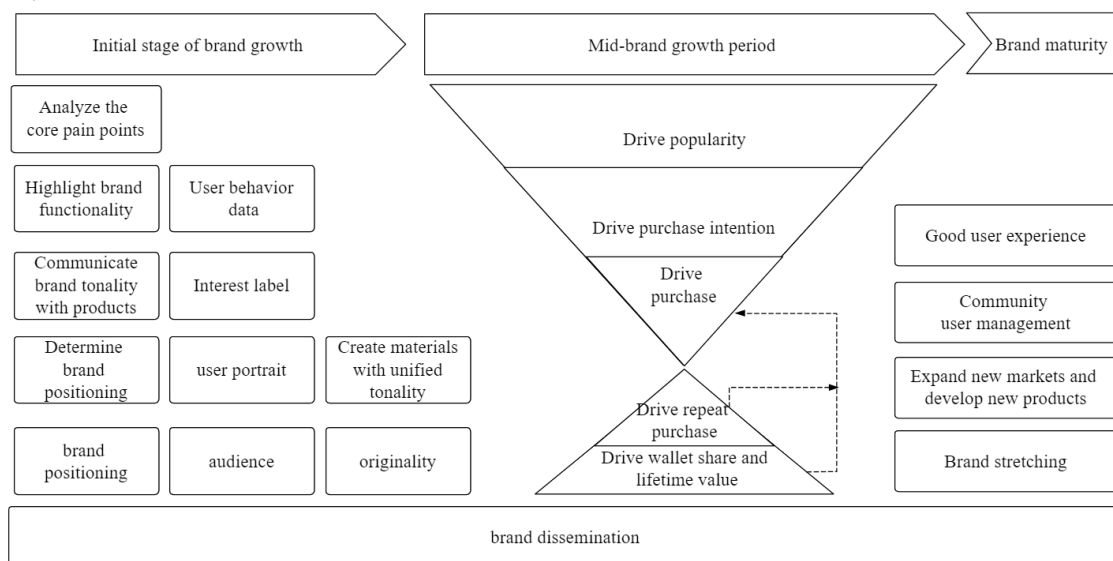 Initial stage of brand growth
Mid-brand growth period
Brand maturity
Analyze the
core pain points
Highlight brand
functionality
User behavior
data
Communicate
brand tonality
with products
Interest label
Determine
brand
positioning
user portrait
Create materials
with unified
tonality
brand
positioning
audience
originality
Drive popularity
Drive purchase intention
Drive
purchase
Drive repeat
purchase
Drive wallet share and
lifetime value
Good user experience
Community
user management
Expand new markets and
develop new products
Brand stretching
brand dissemination